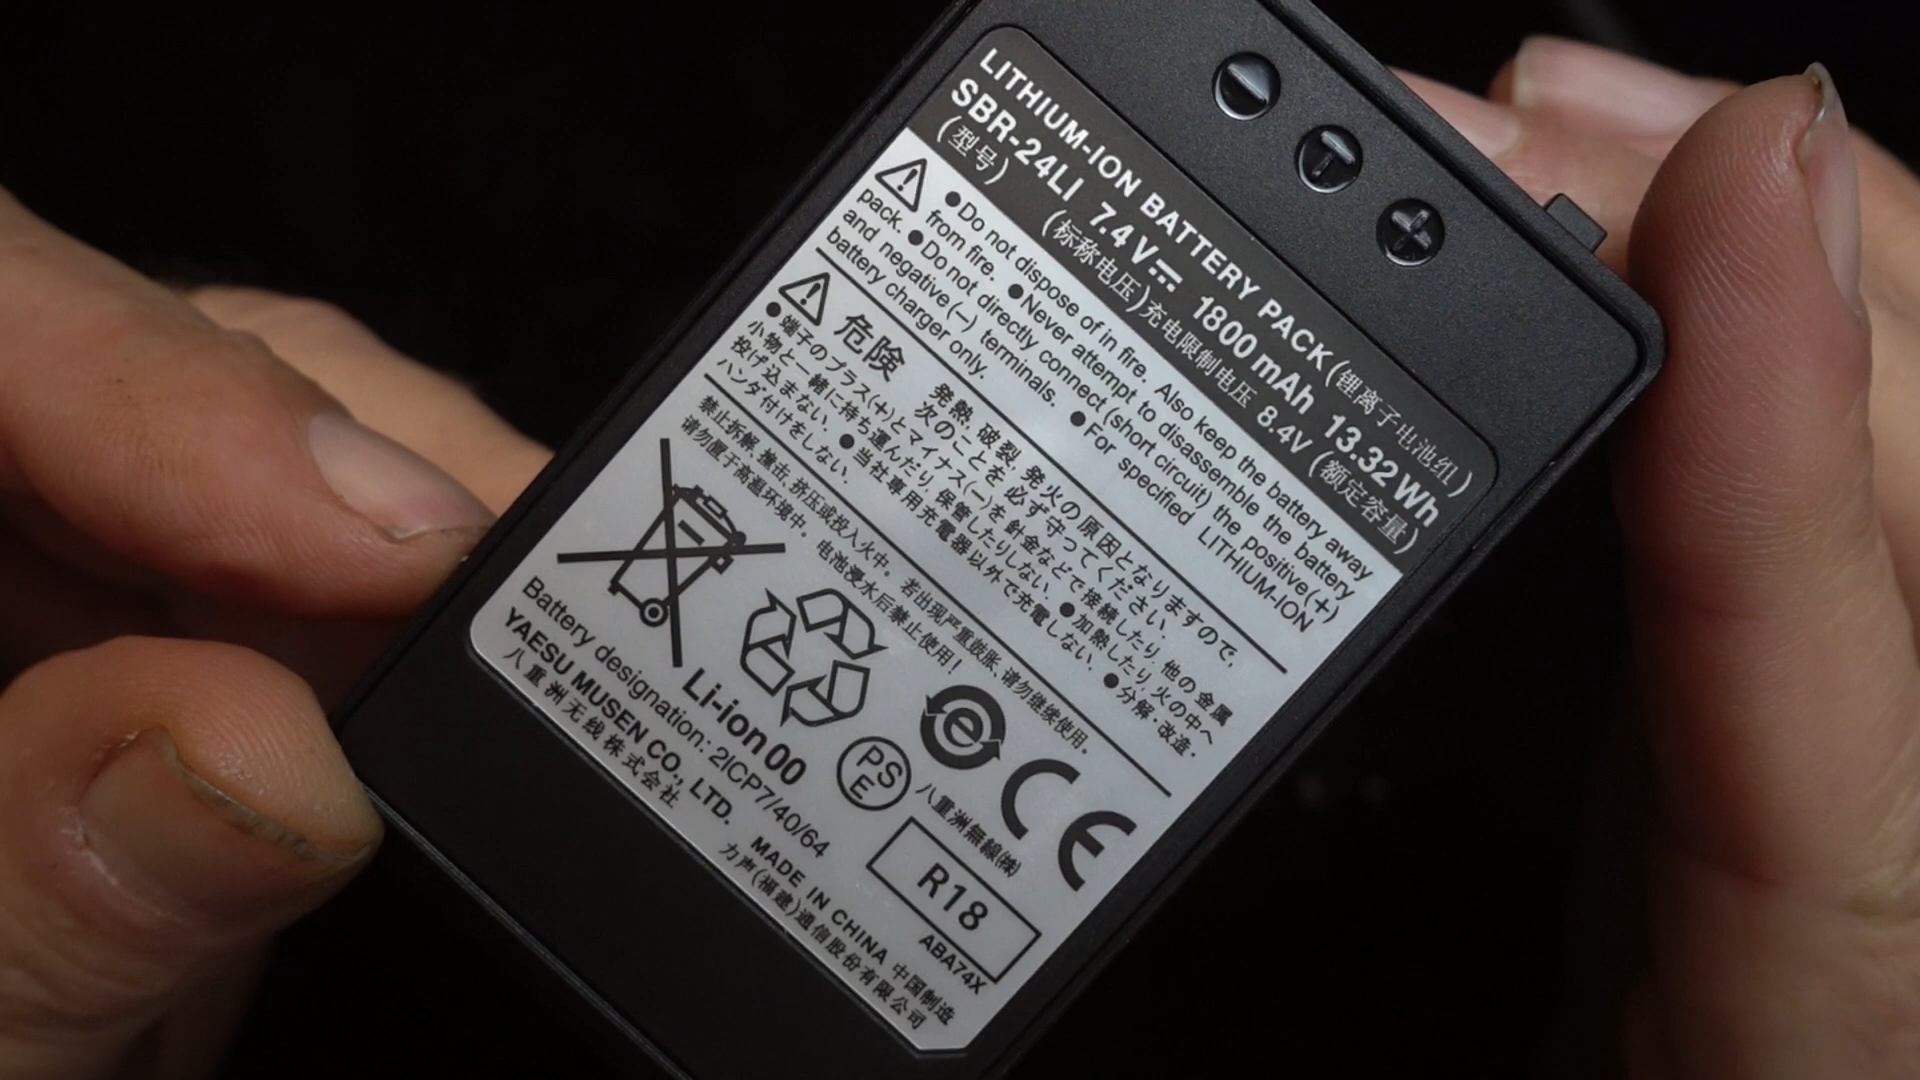 LITHIUM-ION BATTERY PACK(锂离子电池组)
SBR-24LI 7.4V 1800mAh 13.32Wh
(型号) (标称电压)充电限制电压 8.4V (额定容量)
●Do not dispose of in fire. Also keep the battery away
from fire. ●Never attempt to disassemble the battery
pack. ●Do not directly connect (short circuit) the positive(+)
and negative(−) terminals. ●For specified LITHIUM-ION
battery charger only.
危険 発熱, 破裂, 発火の原因となりますので,
次のことを必ず守ってください.
●端子のプラス(+)とマイナス(−)を針金などで接続したり, 他の金属
小物と一緒に持ち運んだり, 保管したりしない. ●加熱したり, 火の中へ
投げ込まない. ●当社専用充電器以外で充電しない. ●分解・改造・
ハンダ付けをしない.
禁止拆解、撞击、挤压或投入火中。若出现严重鼓胀,请勿继续使用。
请勿置于高温环境中。电池浸水后禁止使用!
Li-ion00
PS
E
e
CE
八重洲無線㈱
Battery designation: 2ICP7/40/64
YAESU MUSEN CO., LTD.
八重洲无线株式会社
R18
ABA74X
MADE IN CHINA 中国制造
力声(福建)通信股份有限公司
−
T
+